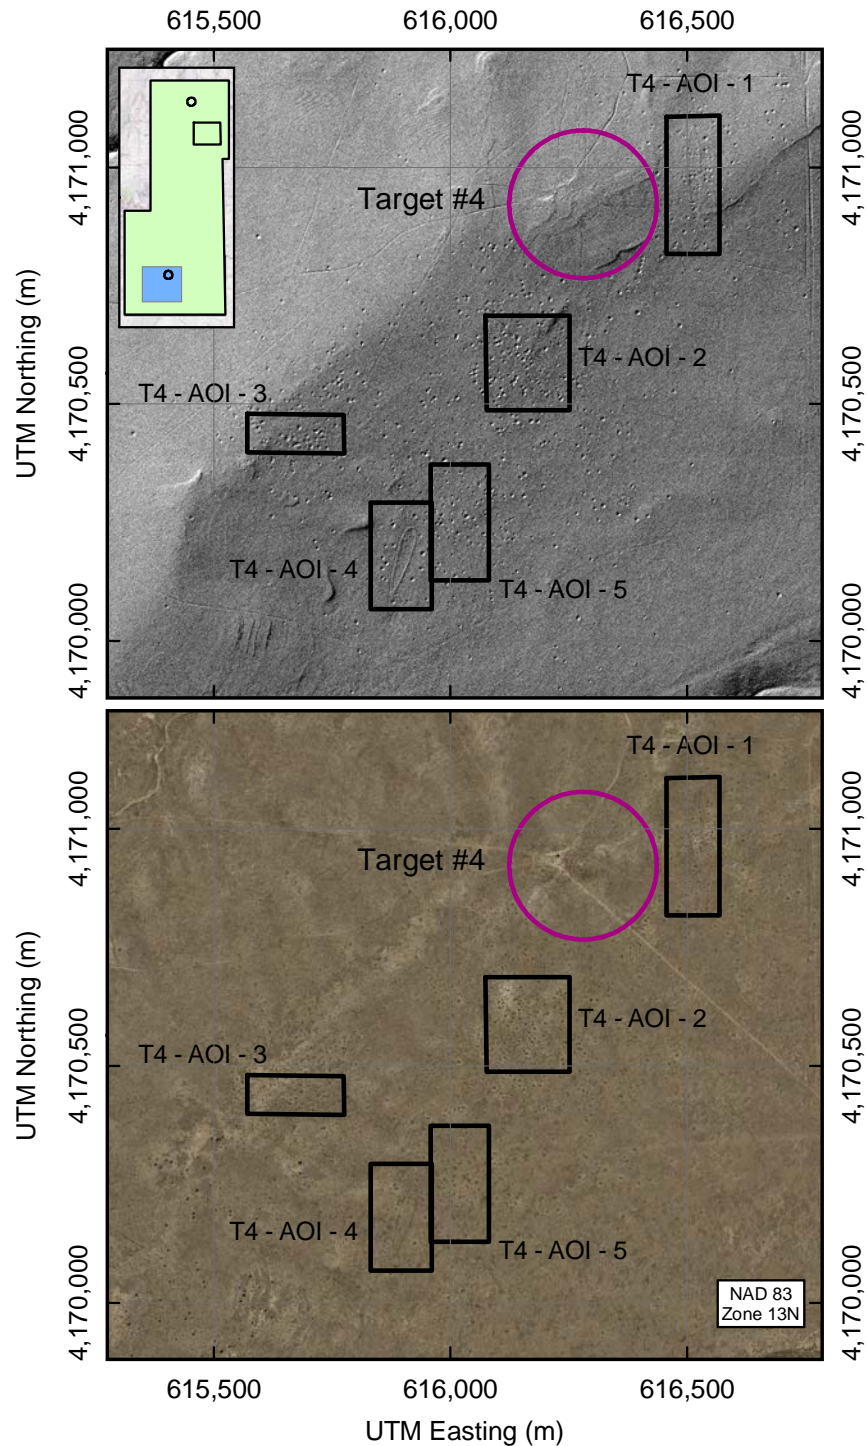 615,500 616,000 616,500
T4 - AOI - 1
Target #4
T4 - AOI - 2
T4 - AOI - 3
T4 - AOI - 4
T4 - AOI - 5
UTM Northing (m)
4,171,000
4,170,500
4,170,000
4,171,000
4,170,500
4,170,000
T4 - AOI - 1
Target #4
T4 - AOI - 2
T4 - AOI - 3
T4 - AOI - 4
T4 - AOI - 5
UTM Northing (m)
4,171,000
4,170,500
4,170,000
4,171,000
4,170,500
4,170,000
NAD 83
Zone 13N
615,500 616,000 616,500
UTM Easting (m)